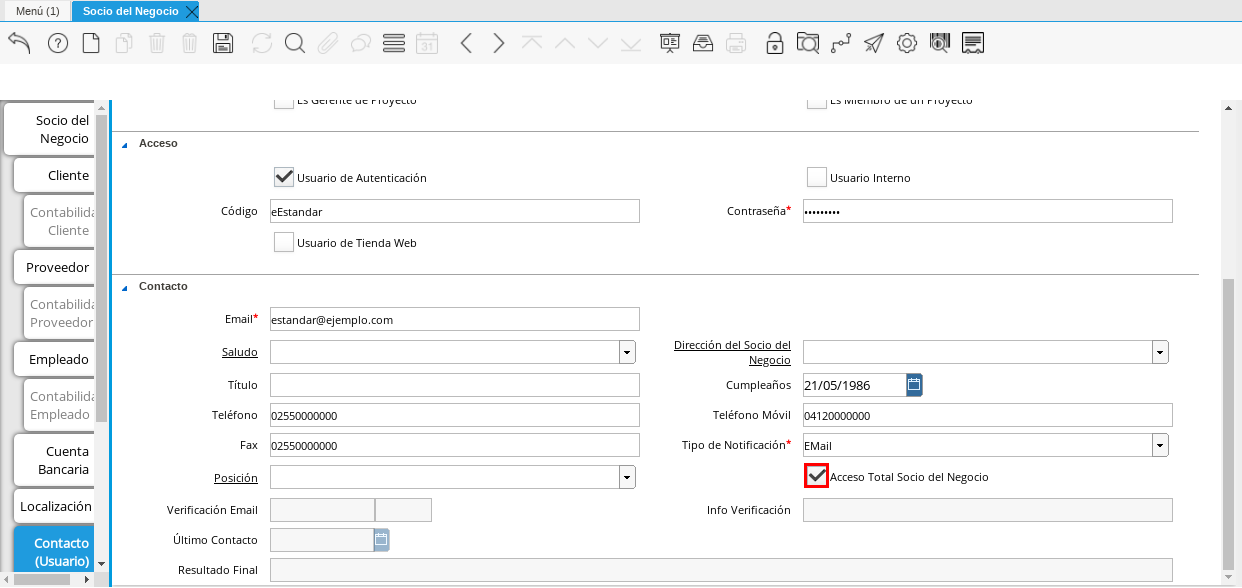 Menú (1)
Socio del Negocio
31
Socio del
Negocio
Cliente
Contabilida
Cliente
Proveedor
Contabilida
Proveedor
Empleado
Contabilida
Empleado
Cuenta
Bancaria
Localización
Contacto
(Usuario)
Es Gerente de Proyecto
Es Miembro de un Proyecto
Acceso
Usuario de Autenticación
Usuario Interno
Código
eEstandar
Contraseña*
•••••••••
Usuario de Tienda Web
Contacto
Email*
estandar@ejemplo.com
Saludo
Dirección del Socio del
Negocio
Título
Cumpleaños
21/05/1986
Teléfono
02550000000
Teléfono Móvil
04120000000
Fax
02550000000
Tipo de Notificación*
EMail
Posición
Acceso Total Socio del Negocio
Verificación Email
Info Verificación
Último Contacto
Resultado Final